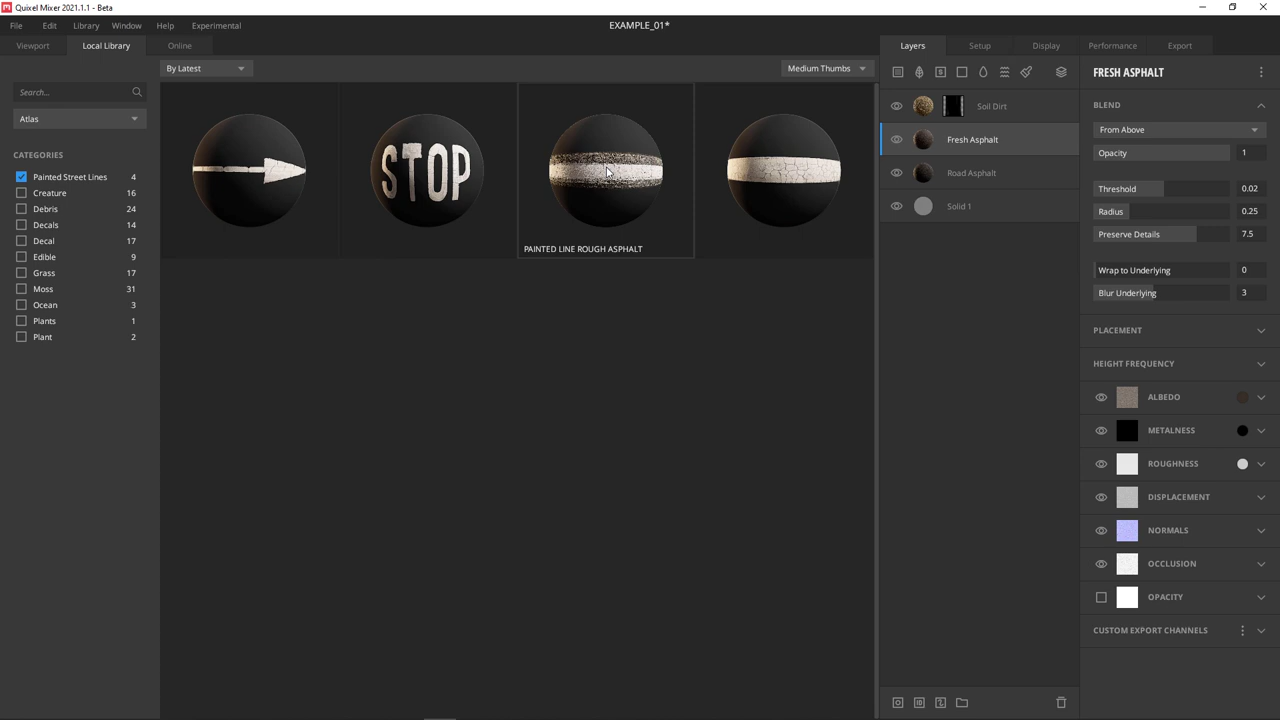 Quixel Mixer 2021.1.1 - Beta
File Edit Library Window Help Experimental
EXAMPLE_01*
Viewport Local Library Online
By Latest
Medium Thumbs
Search...
Atlas
CATEGORIES
Painted Street Lines 4
Creature 16
Debris 24
Decals 14
Decal 17
Edible 9
Grass 17
Moss 31
Ocean 3
Plants 1
Plant 2
STOP
PAINTED LINE ROUGH ASPHALT
Layers Setup Display Performance Export
Soil Dirt
Fresh Asphalt
Road Asphalt
Solid 1
FRESH ASPHALT
BLEND
From Above
Opacity 1
Threshold 0.02
Radius 0.25
Preserve Details 7.5
Wrap to Underlying 0
Blur Underlying 3
PLACEMENT
HEIGHT FREQUENCY
ALBEDO
METALNESS
ROUGHNESS
DISPLACEMENT
NORMALS
OCCLUSION
OPACITY
CUSTOM EXPORT CHANNELS